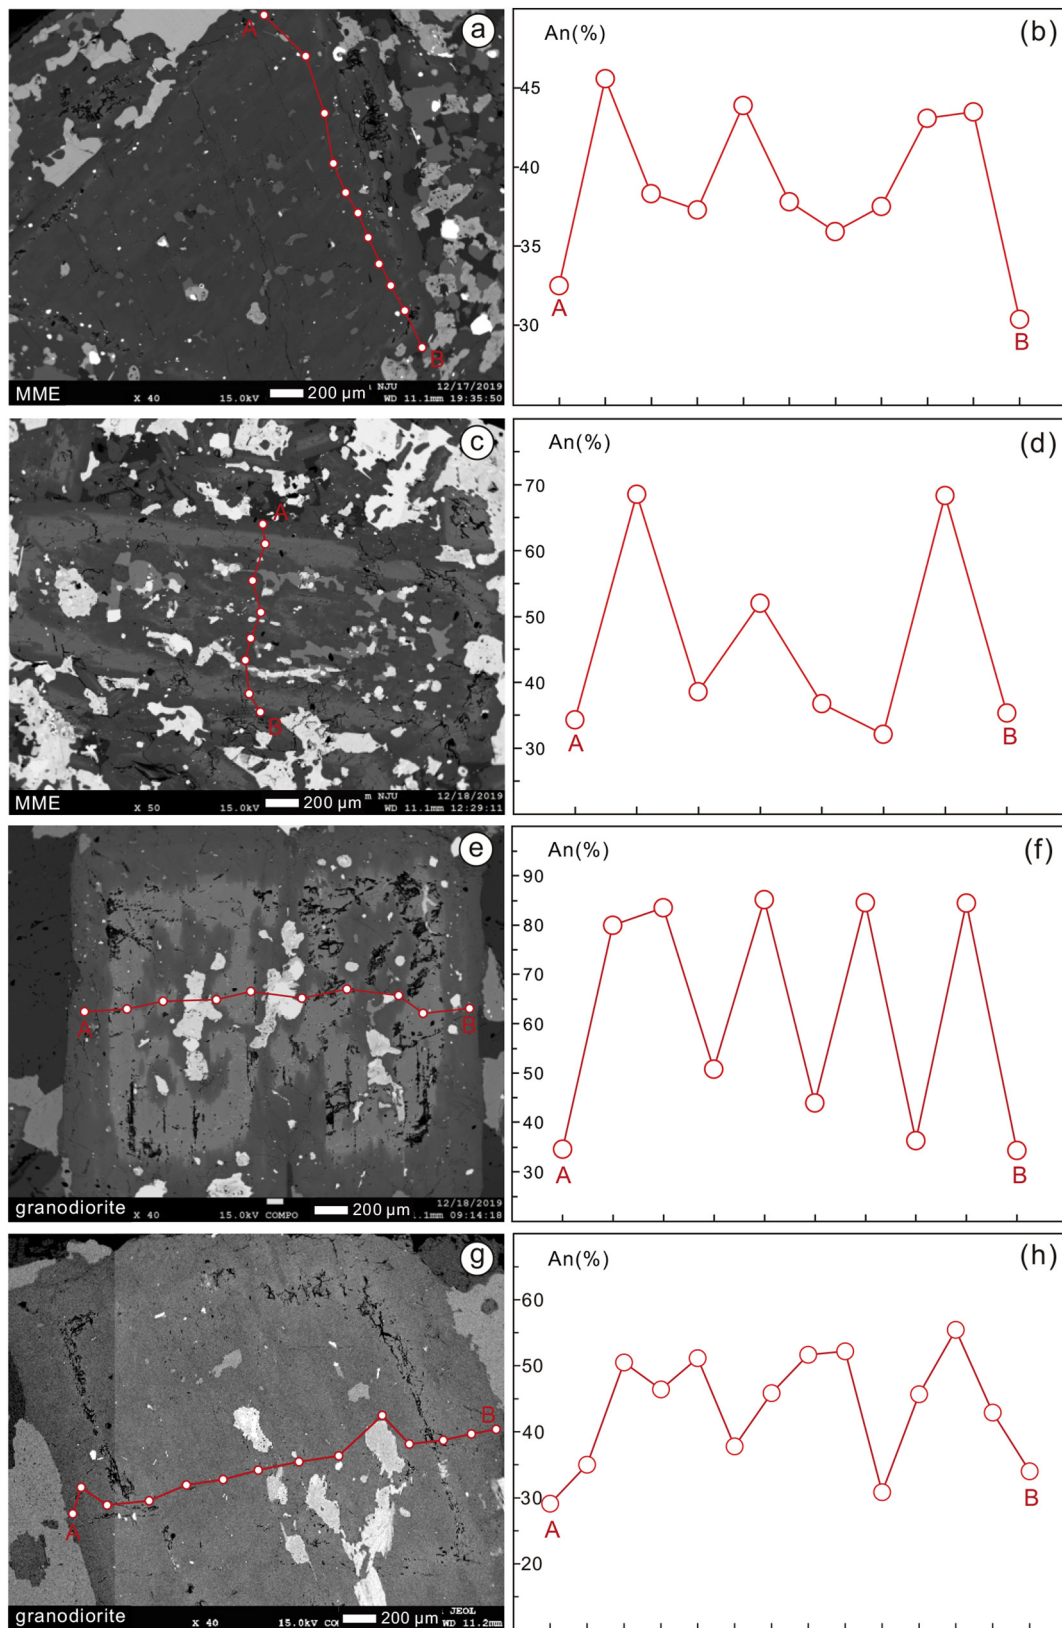 a
A
B
NJU 12/17/2019
MME X 40 15.0kV 200 μm WD 11.1mm 19:35:50
An(%) (b)
45
40
35
30
A
B
c
A
B
m NJU 12/18/2019
MME X 50 15.0kV 200 μm WD 11.1mm 12:29:11
An(%) (d)
70
60
50
40
30
A
B
e
A
B
12/18/2019
granodiorite X 40 15.0kV COMPO 200 μm .1mm 09:14:18
An(%) (f)
90
80
70
60
50
40
30
A
B
g
B
A
JEOL
granodiorite X 40 15.0kV CO 200 μm WD 11.2mm
An(%) (h)
60
50
40
30
20
A
B